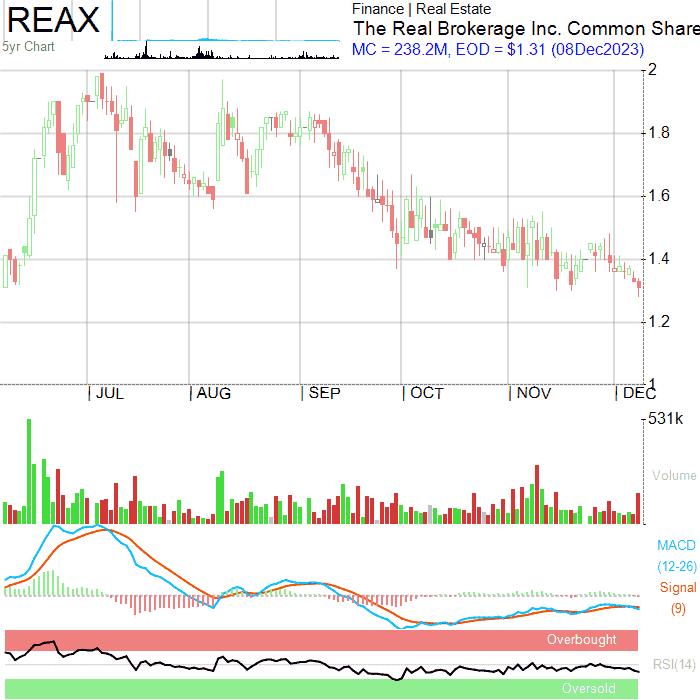 REAX
5yr Chart
Finance | Real Estate
The Real Brokerage Inc. Common Share
MC = 238.2M, EOD = $1.31 (08Dec2023)
2
1.8
1.6
1.4
1.2
1
JUL
AUG
SEP
OCT
NOV
DEC
531k
Volume
MACD
(12-26)
Signal
(9)
Overbought
RSI(14)
Oversold